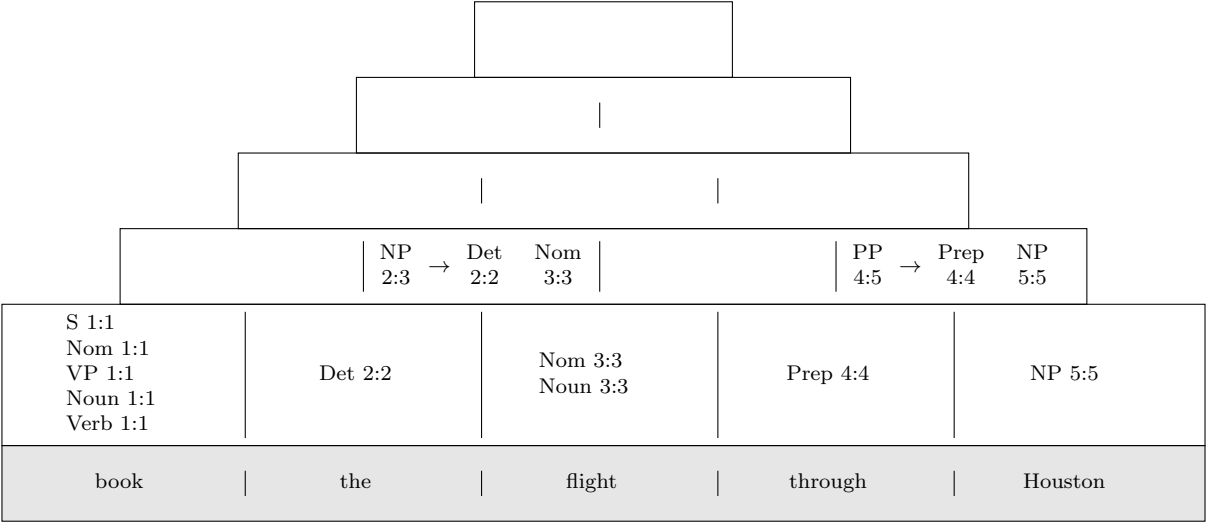 NP → Det Nom PP → Prep NP
2:3 2:2 3:3 4:5 4:4 5:5
S 1:1
Nom 1:1
VP 1:1
Noun 1:1
Verb 1:1
Det 2:2
Nom 3:3
Noun 3:3
Prep 4:4
NP 5:5
book the flight through Houston